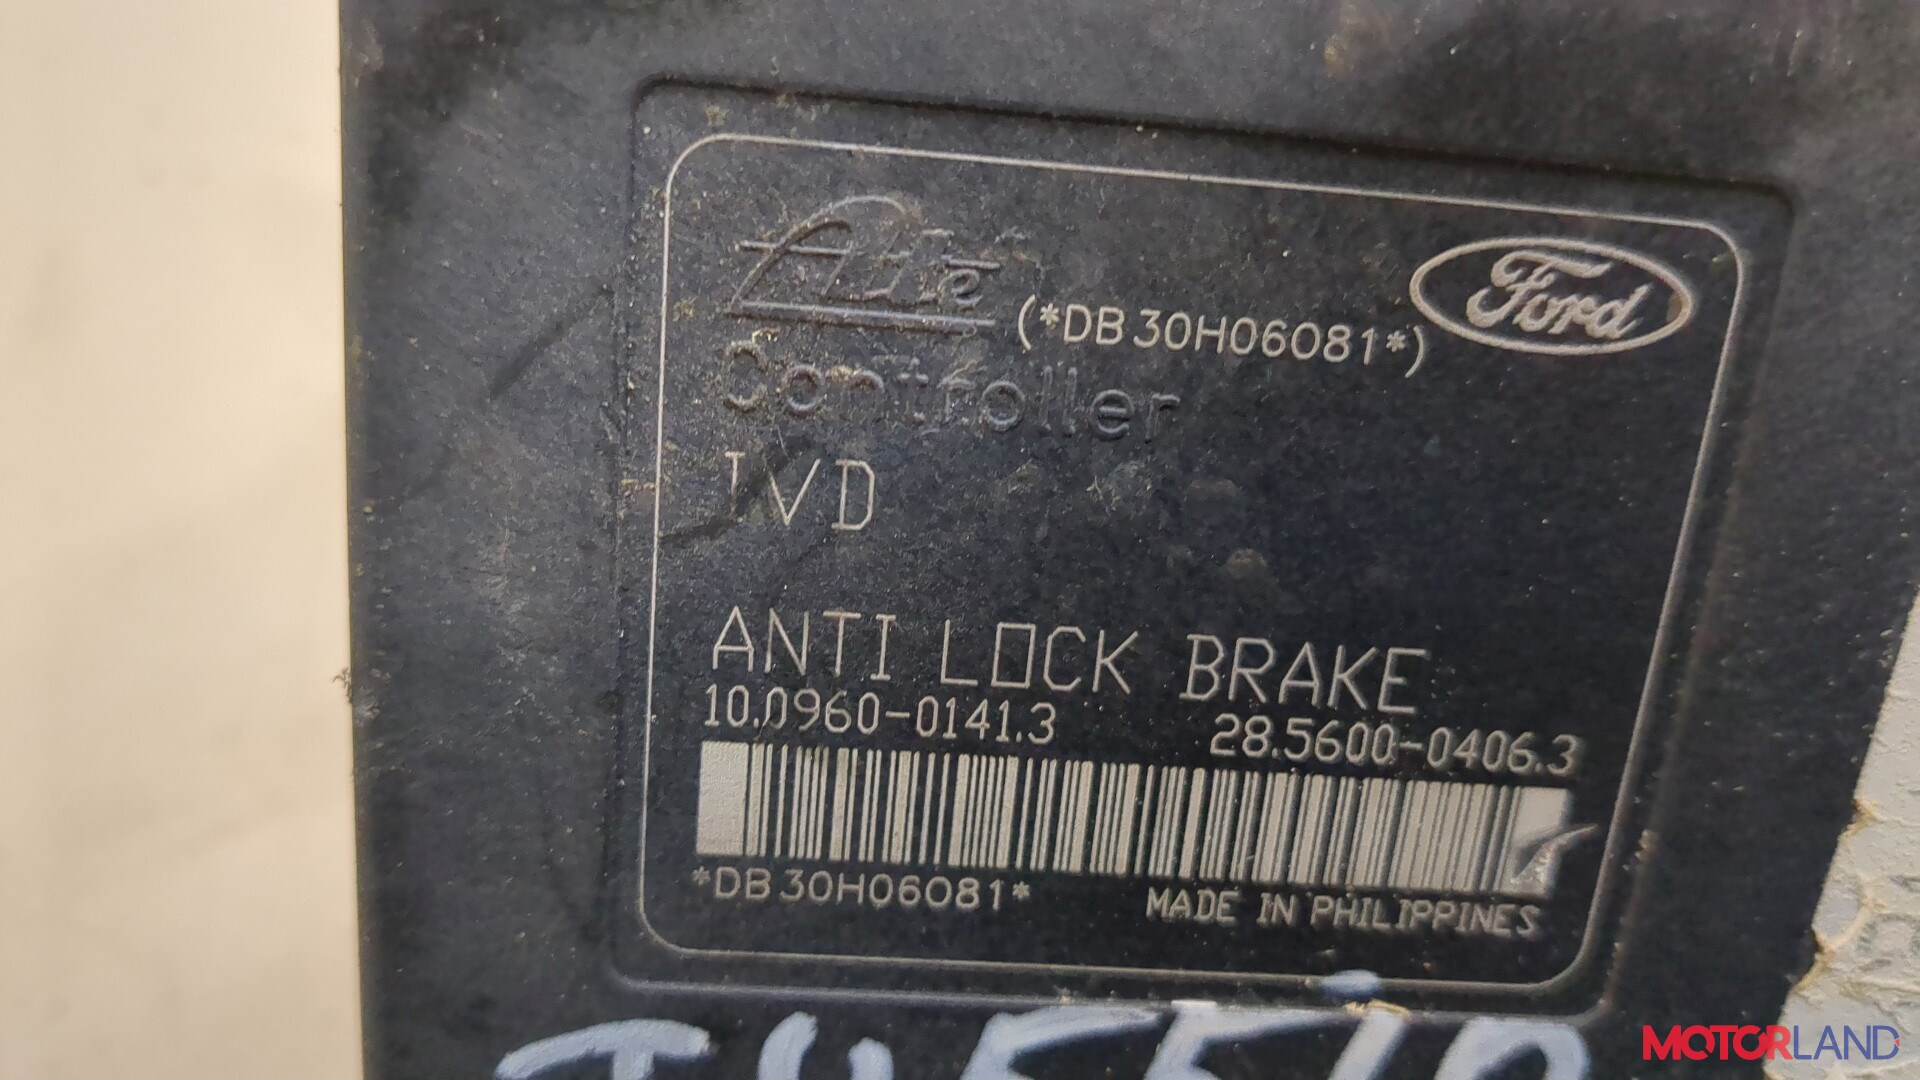 Ate
Ford
(*DB30H06081*)
Controller
IVD
ANTI LOCK BRAKE
10.0960-0141.3 28.5600-0406.3
*DB30H06081* MADE IN PHILIPPINES
MOTORLAND